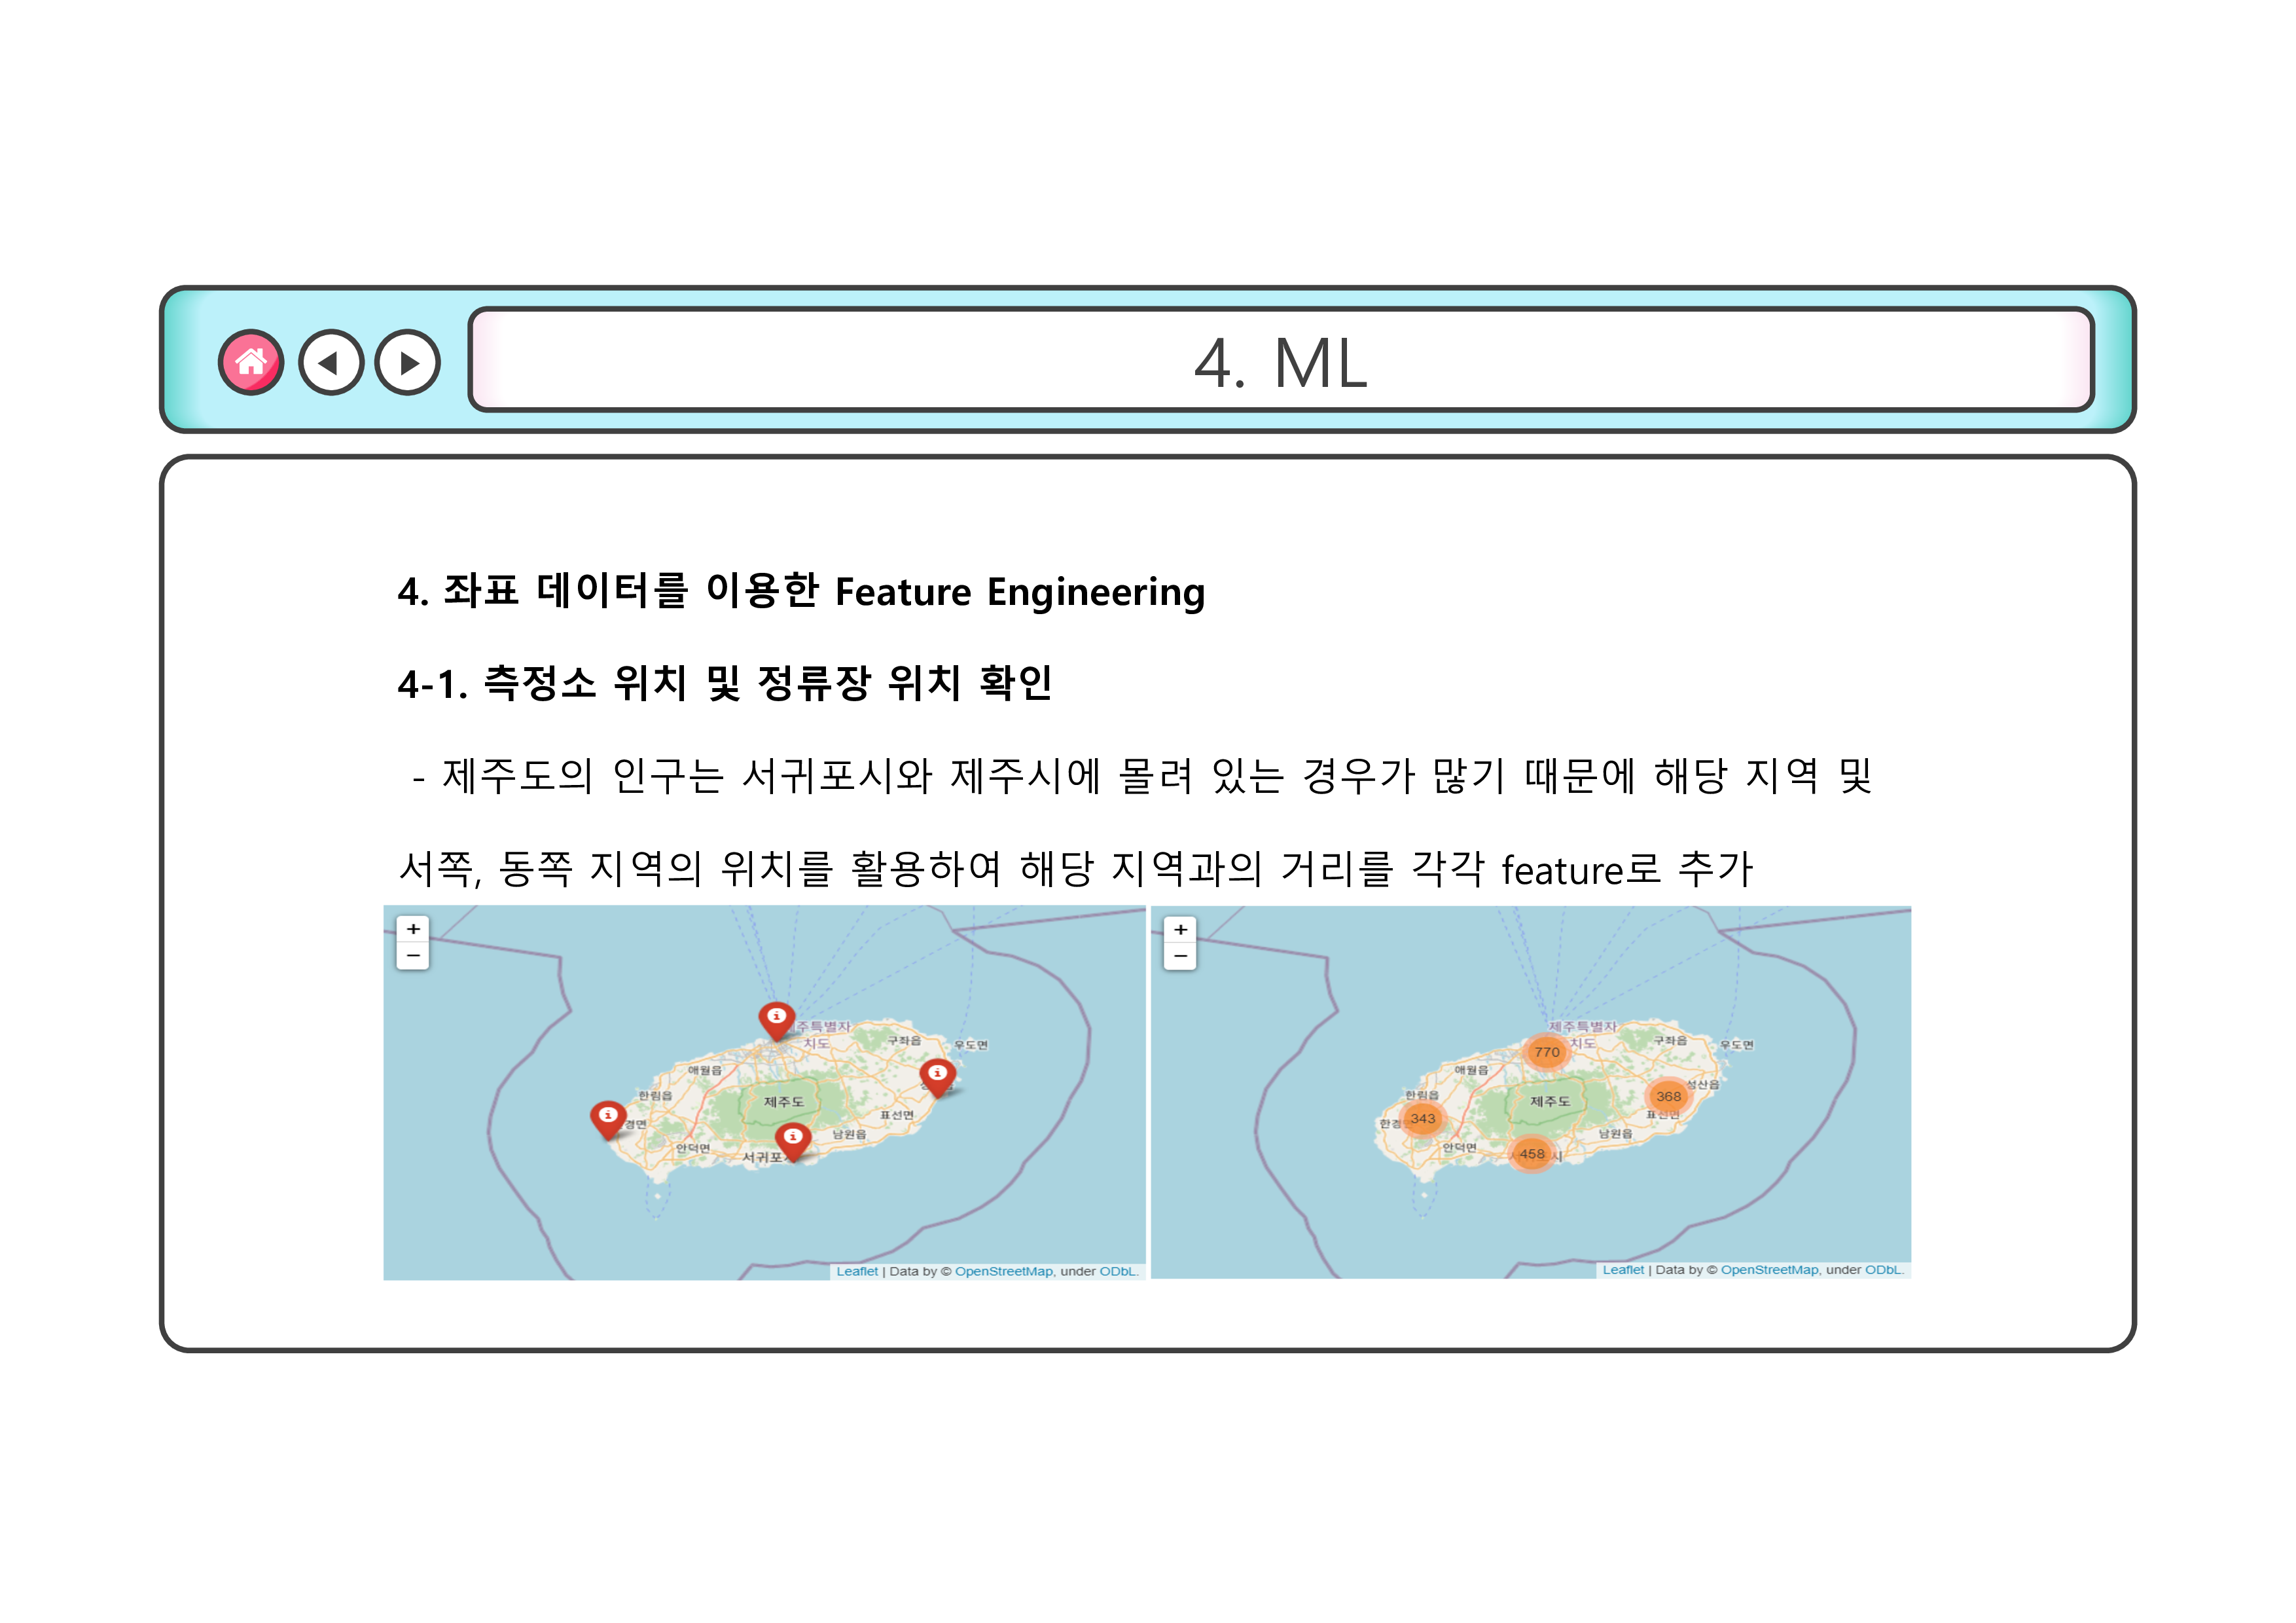 4. ML
4. 좌표 데이터를 이용한 Feature Engineering
4-1. 측정소 위치 및 정류장 위치 확인
- 제주도의 인구는 서귀포시와 제주시에 몰려 있는 경우가 많기 때문에 해당 지역 및
서쪽, 동쪽 지역의 위치를 활용하여 해당 지역과의 거리를 각각 feature로 추가
+
−
주특별자
치도
구좌읍
우도면
애월읍
한림읍
제주도
표선면
경면
남원읍
안덕면
서귀포
Leaflet | Data by © OpenStreetMap, under ODbL.
+
−
제주특별자
치도
770
구좌읍
우도면
애월읍
성산읍
한림읍
368
제주도
표선면
343
한경
남원읍
안덕면
458
시
Leaflet | Data by © OpenStreetMap, under ODbL.